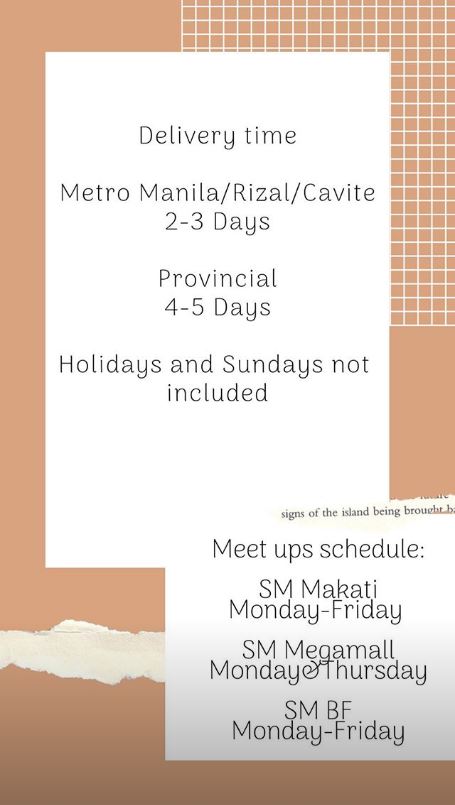 Delivery time
Metro Manila/Rizal/Cavite
2-3 Days
Provincial
4-5 Days
Holidays and Sundays not
included
signs of the island being brought
Meet ups schedule:
SM Makati
Monday-Friday
SM Megamall
Monday&Thursday
SM BF
Monday-Friday